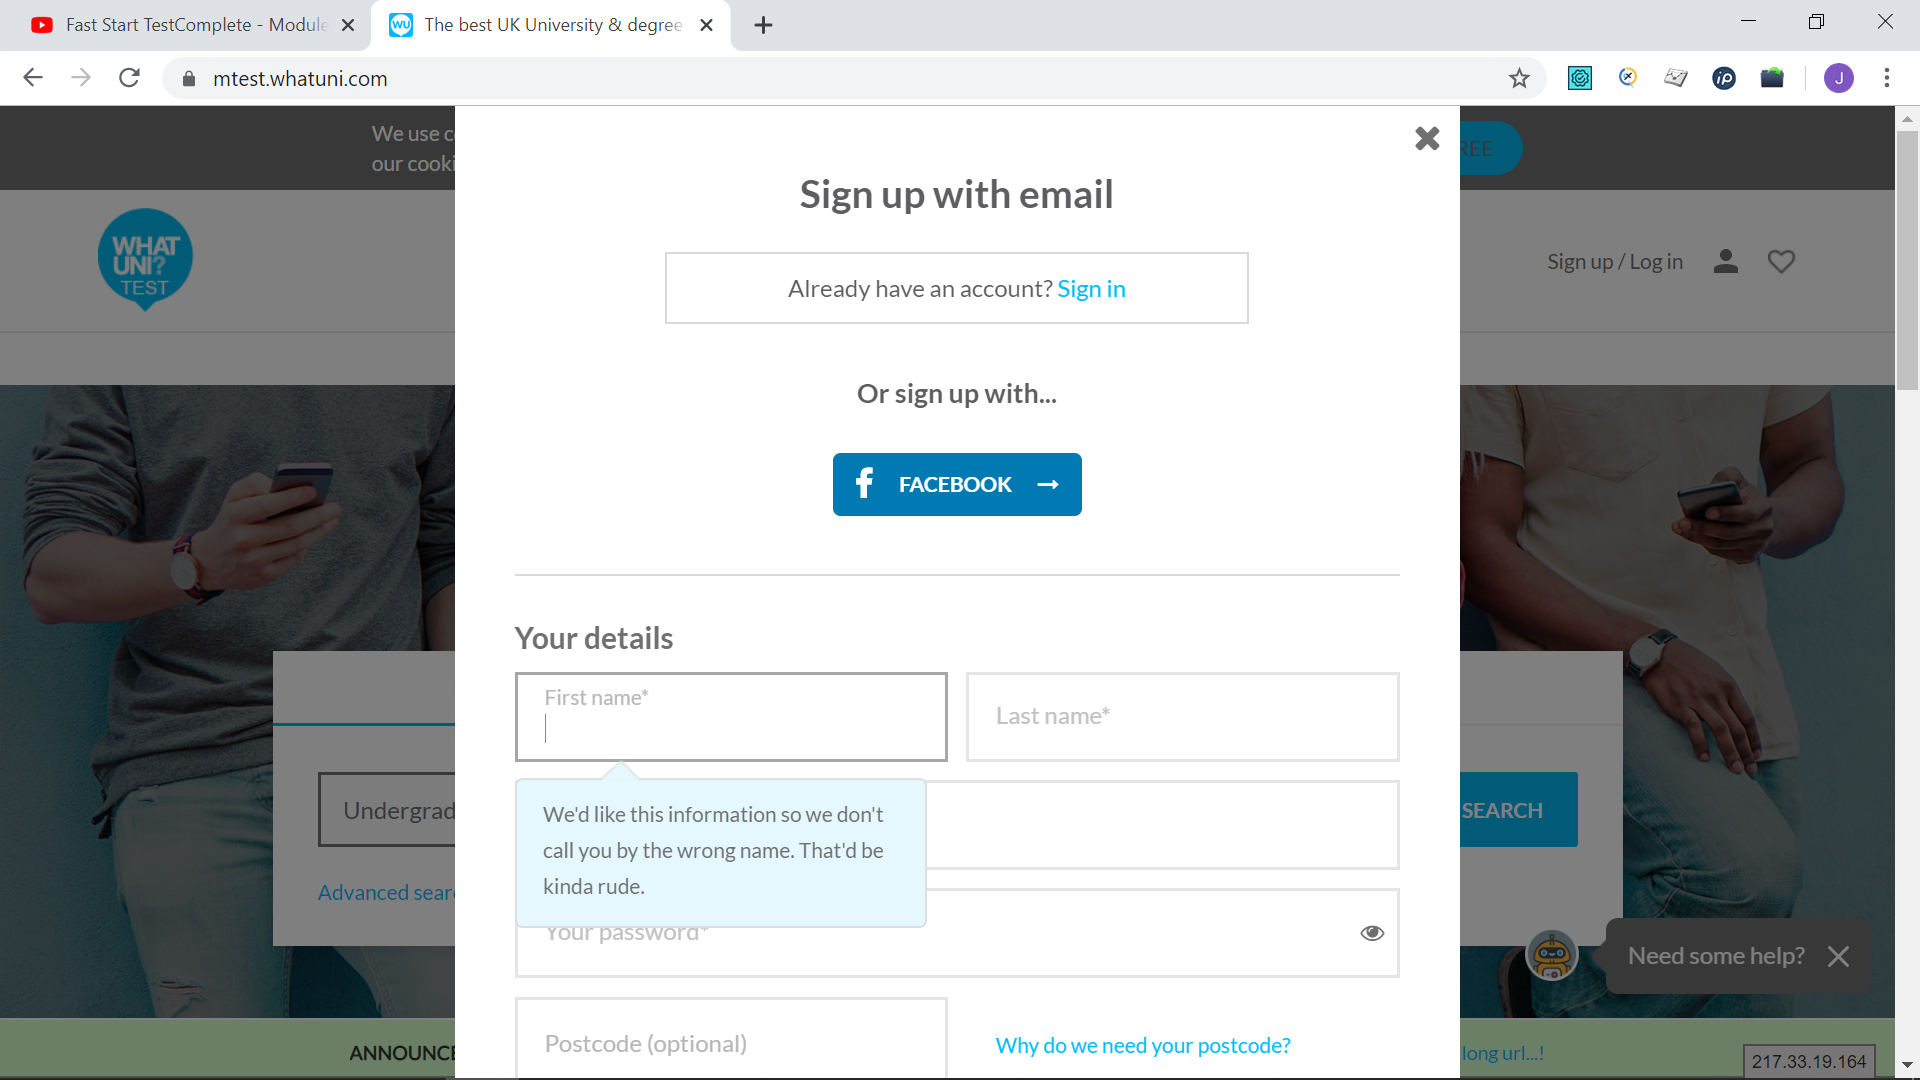 Fast Start TestComplete - Module
The best UK University & degree
mtest.whatuni.com
J
We use c
our cooki
REE
WHAT
UNI?
TEST
Sign up / Log in
Sign up with email
Already have an account? Sign in
Or sign up with...
FACEBOOK
Your details
First name*
Last name*
We'd like this information so we don't
call you by the wrong name. That'd be
kinda rude.
Your password*
Postcode (optional)
Why do we need your postcode?
Undergrad
Advanced sear
SEARCH
Need some help?
ANNOUNCE
long url...!
217.33.19.164